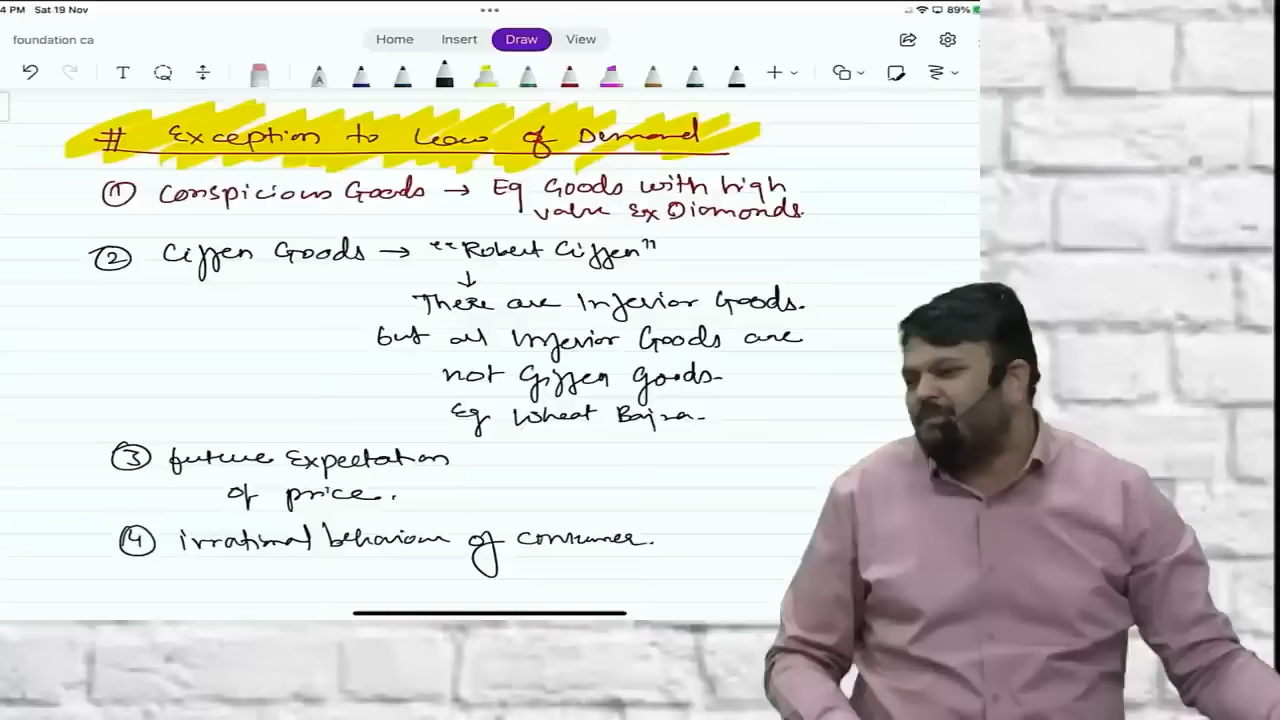 4 PM Sat 19 Nov
89%
foundation ca
Home Insert Draw View
# Exception to Law of Demand
① Conspicious Goods → Eg Goods with high
value Ex Diamonds.
② Giffen Goods → "Robert Giffen"
↓
There are Inferior Goods.
but all Inferior Goods are
not Giffen goods.
Eg Wheat Bajra.
③ future Expectation
of price.
④ irrational behaviour of consumer.